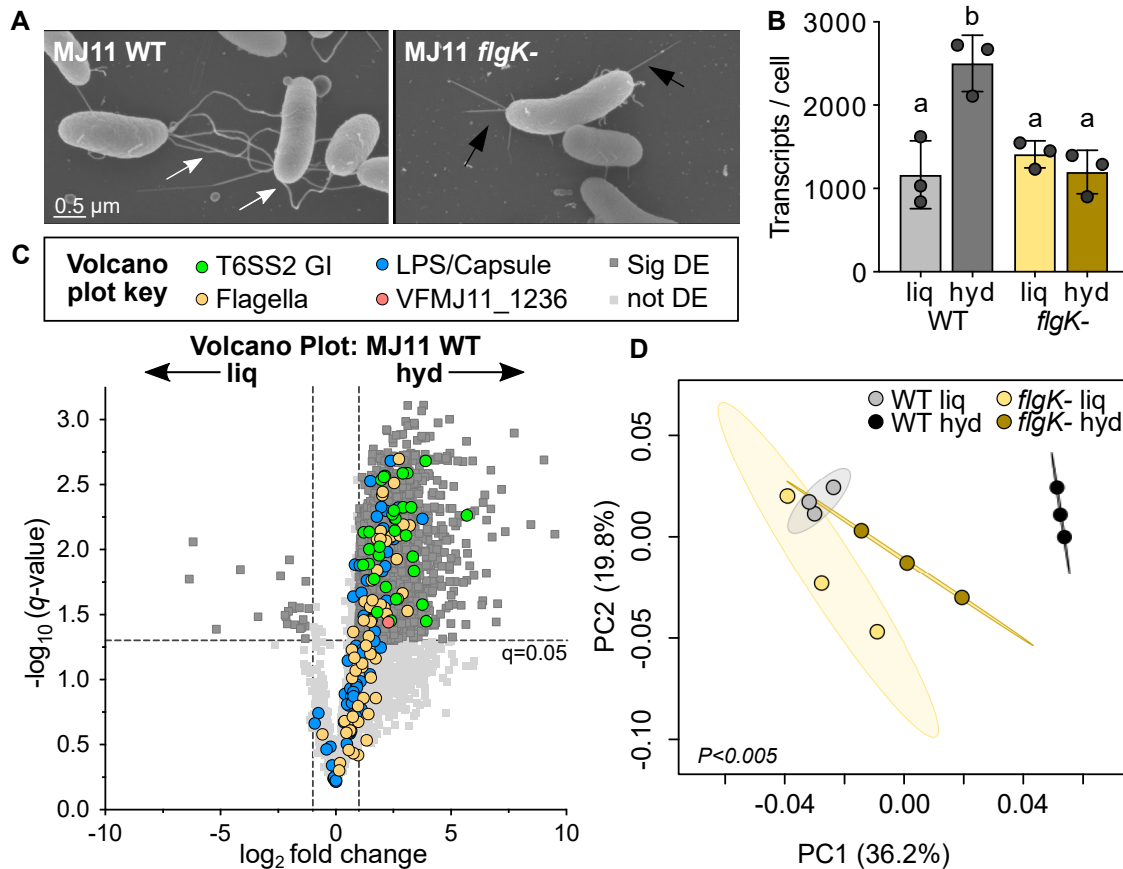 A
MJ11 WT
MJ11 flgK-
0.5 µm
B
Transcripts / cell
3000
2000
1000
0
a
b
a
a
liq
hyd
liq
hyd
WT
flgK-
C
Volcano
plot key
T6SS2 GI
LPS/Capsule
Sig DE
Flagella
VFMJ11_1236
not DE
Volcano Plot: MJ11 WT
liq
hyd
-log10 (q-value)
3.0
2.5
2.0
1.5
1.0
0.5
0.0
q=0.05
-10
-5
0
5
10
log2 fold change
D
WT liq
flgK- liq
WT hyd
flgK- hyd
PC2 (19.8%)
0.05
0.00
-0.05
-0.10
P<0.005
-0.04
0.00
0.04
PC1 (36.2%)